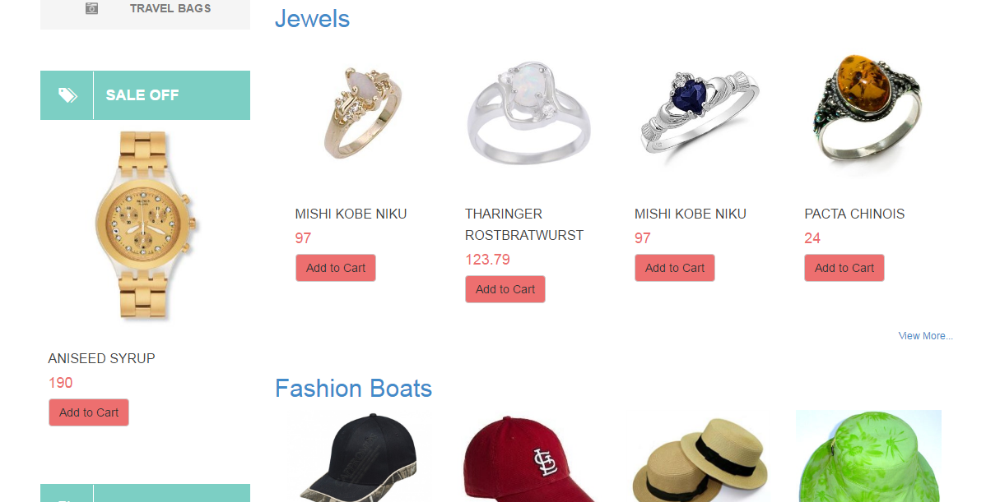 TRAVEL BAGS
SALE OFF
ANISEED SYRUP
190
Add to Cart
Jewels
MISHI KOBE NIKU
97
Add to Cart
THARINGER
ROSTBRATWURST
123.79
Add to Cart
MISHI KOBE NIKU
97
Add to Cart
PACTA CHINOIS
24
Add to Cart
View More...
Fashion Boats